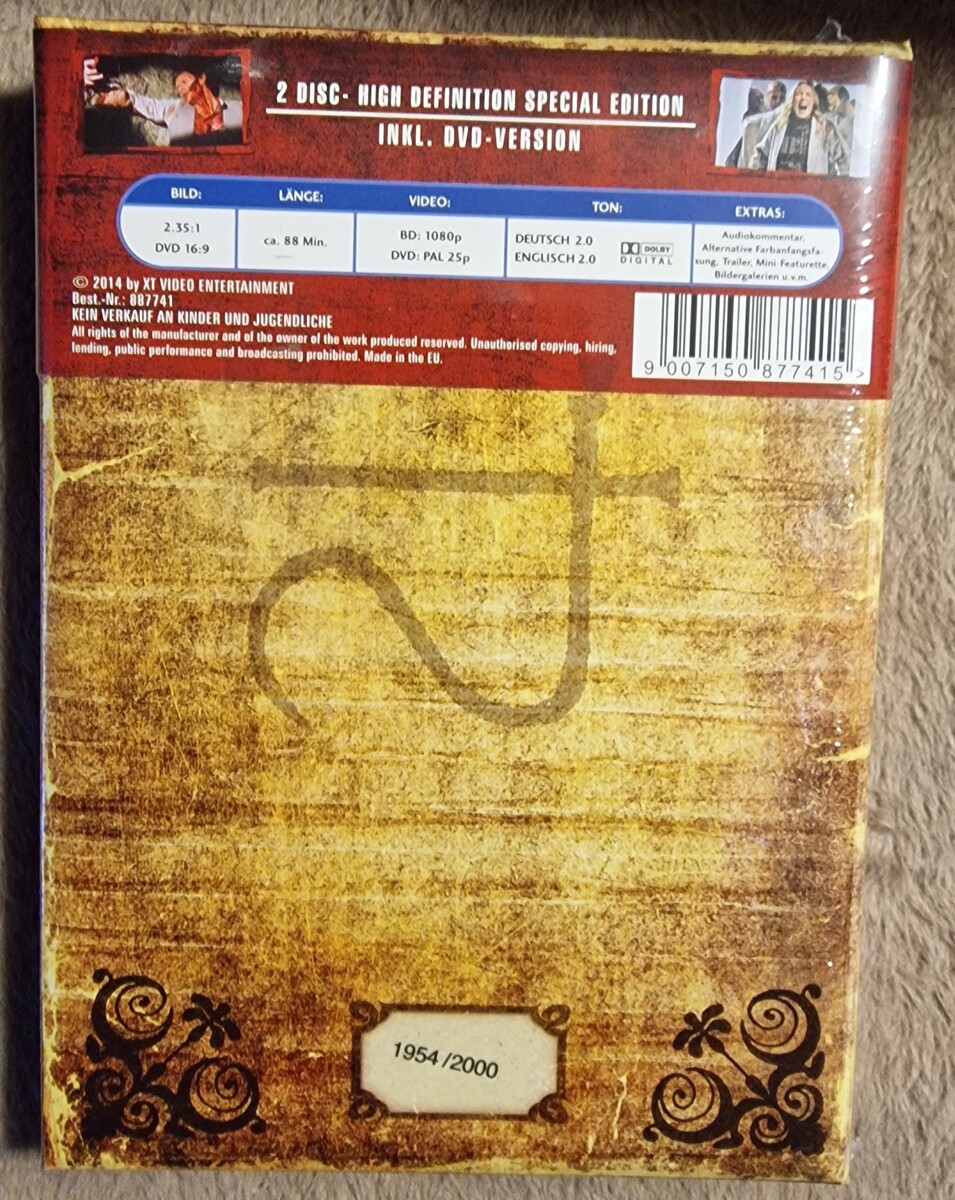 2 DISC- HIGH DEFINITION SPECIAL EDITION
INKL. DVD-VERSION
BILD:
2.35:1
DVD 16:9
LÄNGE:
ca. 88 Min.
VIDEO:
BD: 1080p
DVD: PAL 25p
TON:
DEUTSCH 2.0
ENGLISCH 2.0
DOLBY
DIGITAL
EXTRAS:
Audiokommentar,
Alternative Farbanfangsfa-
sung, Trailer, Mini-Featurette,
Bildergalerien u.v.m.
© 2014 by XT VIDEO ENTERTAINMENT
Best.-Nr.: 887741
KEIN VERKAUF AN KINDER UND JUGENDLICHE
All rights of the manufacturer and of the owner of the work produced reserved. Unauthorised copying, hiring,
lending, public performance and broadcasting prohibited. Made in the EU.
9 007150 877415 >
1954/2000